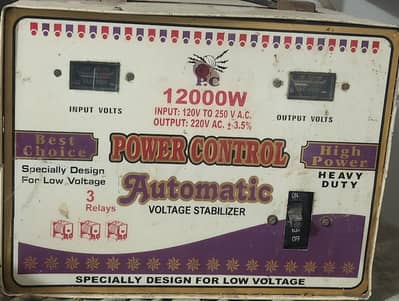 P.C
12000W
INPUT: 120V TO 250 V A.C.
OUTPUT: 220V AC. ± 3.5%
INPUT VOLTS
OUTPUT VOLTS
Best
Choice
POWER CONTROL
High
Power
Specially Design
For Low Voltage
HEAVY
DUTY
Automatic
VOLTAGE STABILIZER
3
Relays
ON
OFF
SPECIALLY DESIGN FOR LOW VOLTAGE